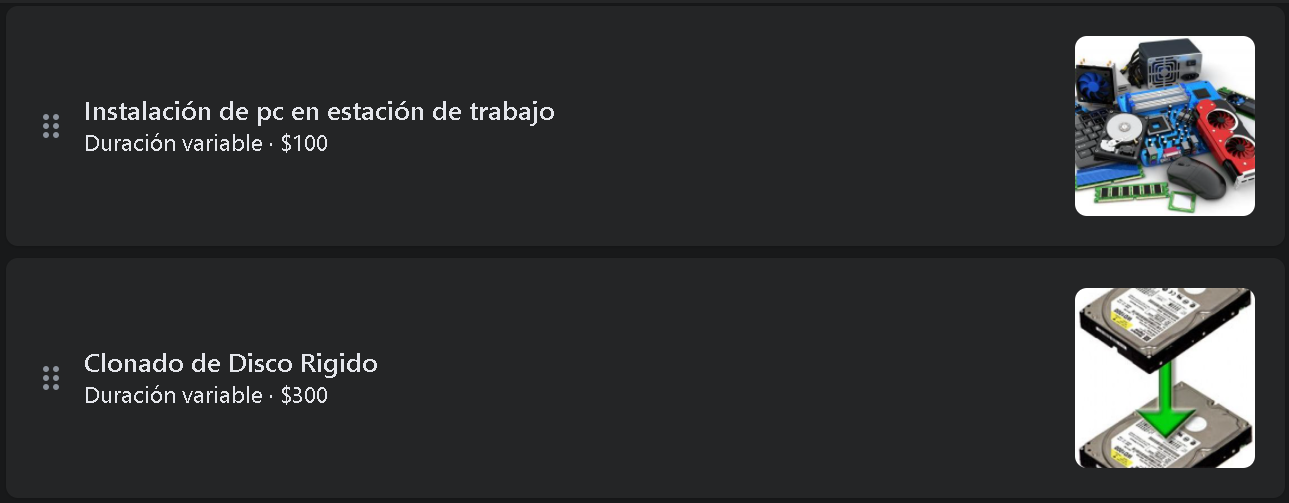 Instalación de pc en estación de trabajo
Duración variable · $100
Clonado de Disco Rigido
Duración variable · $300